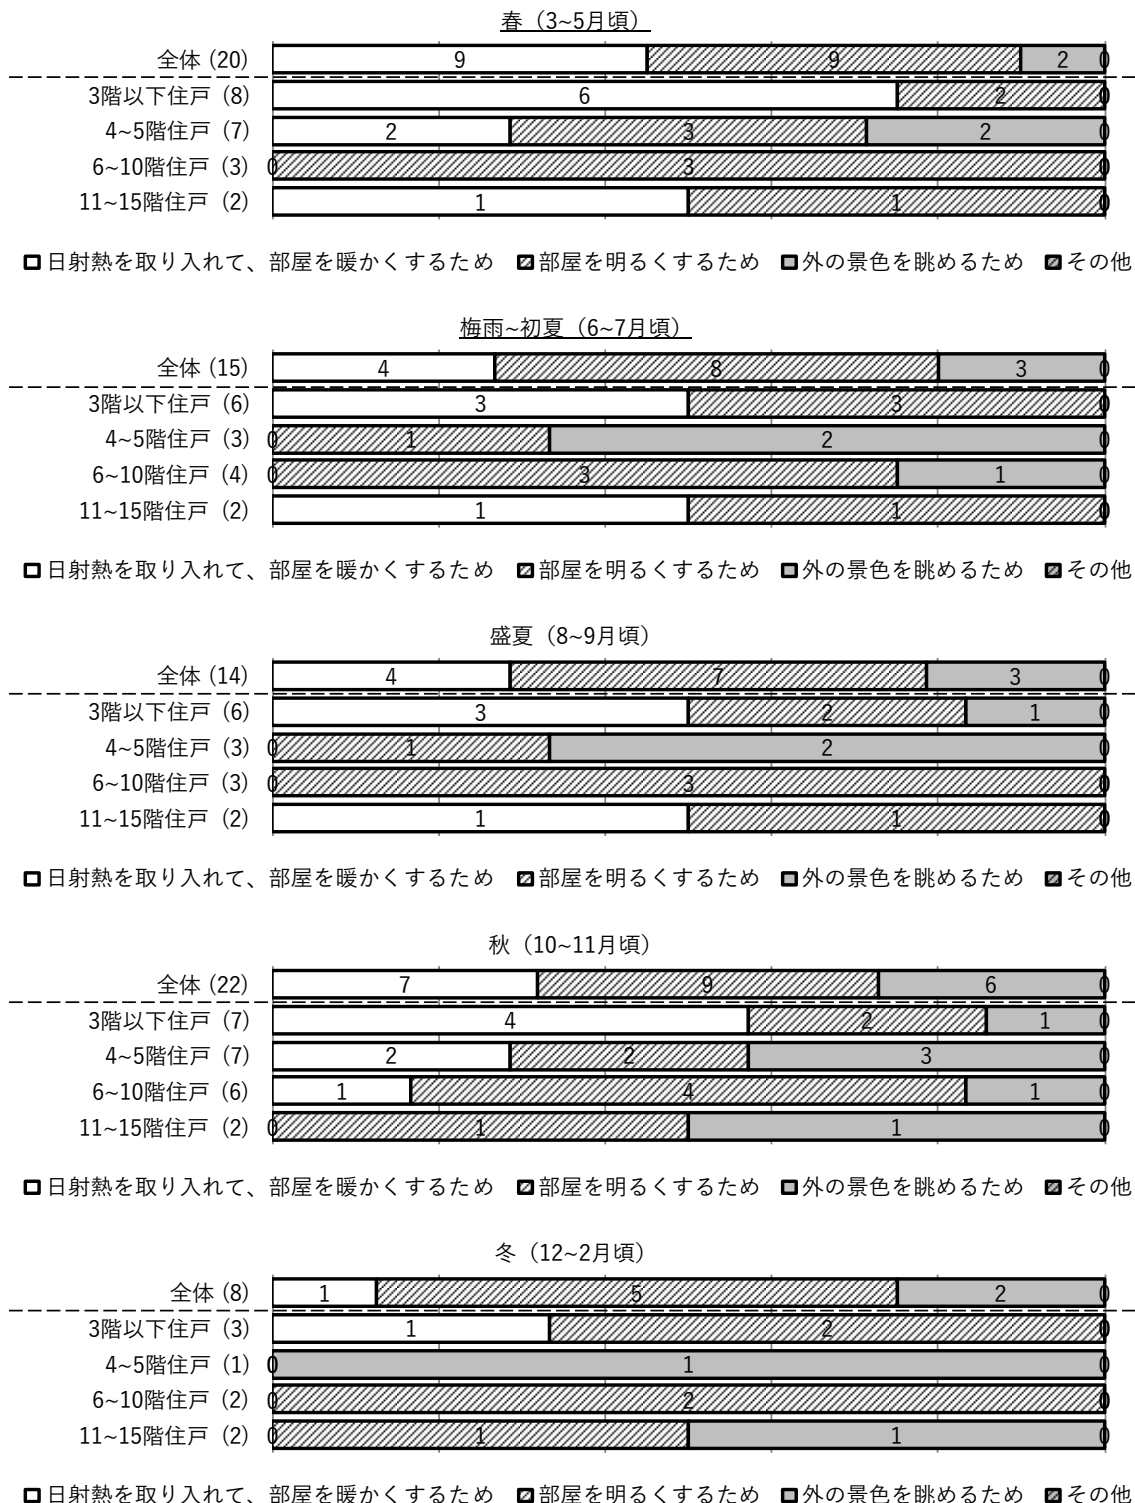 春（3~5月頃）
全体 (20) 9 9 2 0
3階以下住戸 (8) 6 2 0
4~5階住戸 (7) 2 3 2 0
6~10階住戸 (3) 0 3 0
11~15階住戸 (2) 1 1 0
日射熱を取り入れて、部屋を暖かくするため 部屋を明るくするため 外の景色を眺めるため その他
梅雨~初夏（6~7月頃）
全体 (15) 4 8 3 0
3階以下住戸 (6) 3 3 0
4~5階住戸 (3) 0 1 2 0
6~10階住戸 (4) 0 3 1 0
11~15階住戸 (2) 1 1 0
日射熱を取り入れて、部屋を暖かくするため 部屋を明るくするため 外の景色を眺めるため その他
盛夏（8~9月頃）
全体 (14) 4 7 3 0
3階以下住戸 (6) 3 2 1 0
4~5階住戸 (3) 0 1 2 0
6~10階住戸 (3) 0 3 0
11~15階住戸 (2) 1 1 0
日射熱を取り入れて、部屋を暖かくするため 部屋を明るくするため 外の景色を眺めるため その他
秋（10~11月頃）
全体 (22) 7 9 6 0
3階以下住戸 (7) 4 2 1 0
4~5階住戸 (7) 2 2 3 0
6~10階住戸 (6) 1 4 1 0
11~15階住戸 (2) 0 1 1 0
日射熱を取り入れて、部屋を暖かくするため 部屋を明るくするため 外の景色を眺めるため その他
冬（12~2月頃）
全体 (8) 1 5 2 0
3階以下住戸 (3) 1 2 0
4~5階住戸 (1) 0 1 0
6~10階住戸 (2) 0 2 0
11~15階住戸 (2) 0 1 1 0
日射熱を取り入れて、部屋を暖かくするため 部屋を明るくするため 外の景色を眺めるため その他